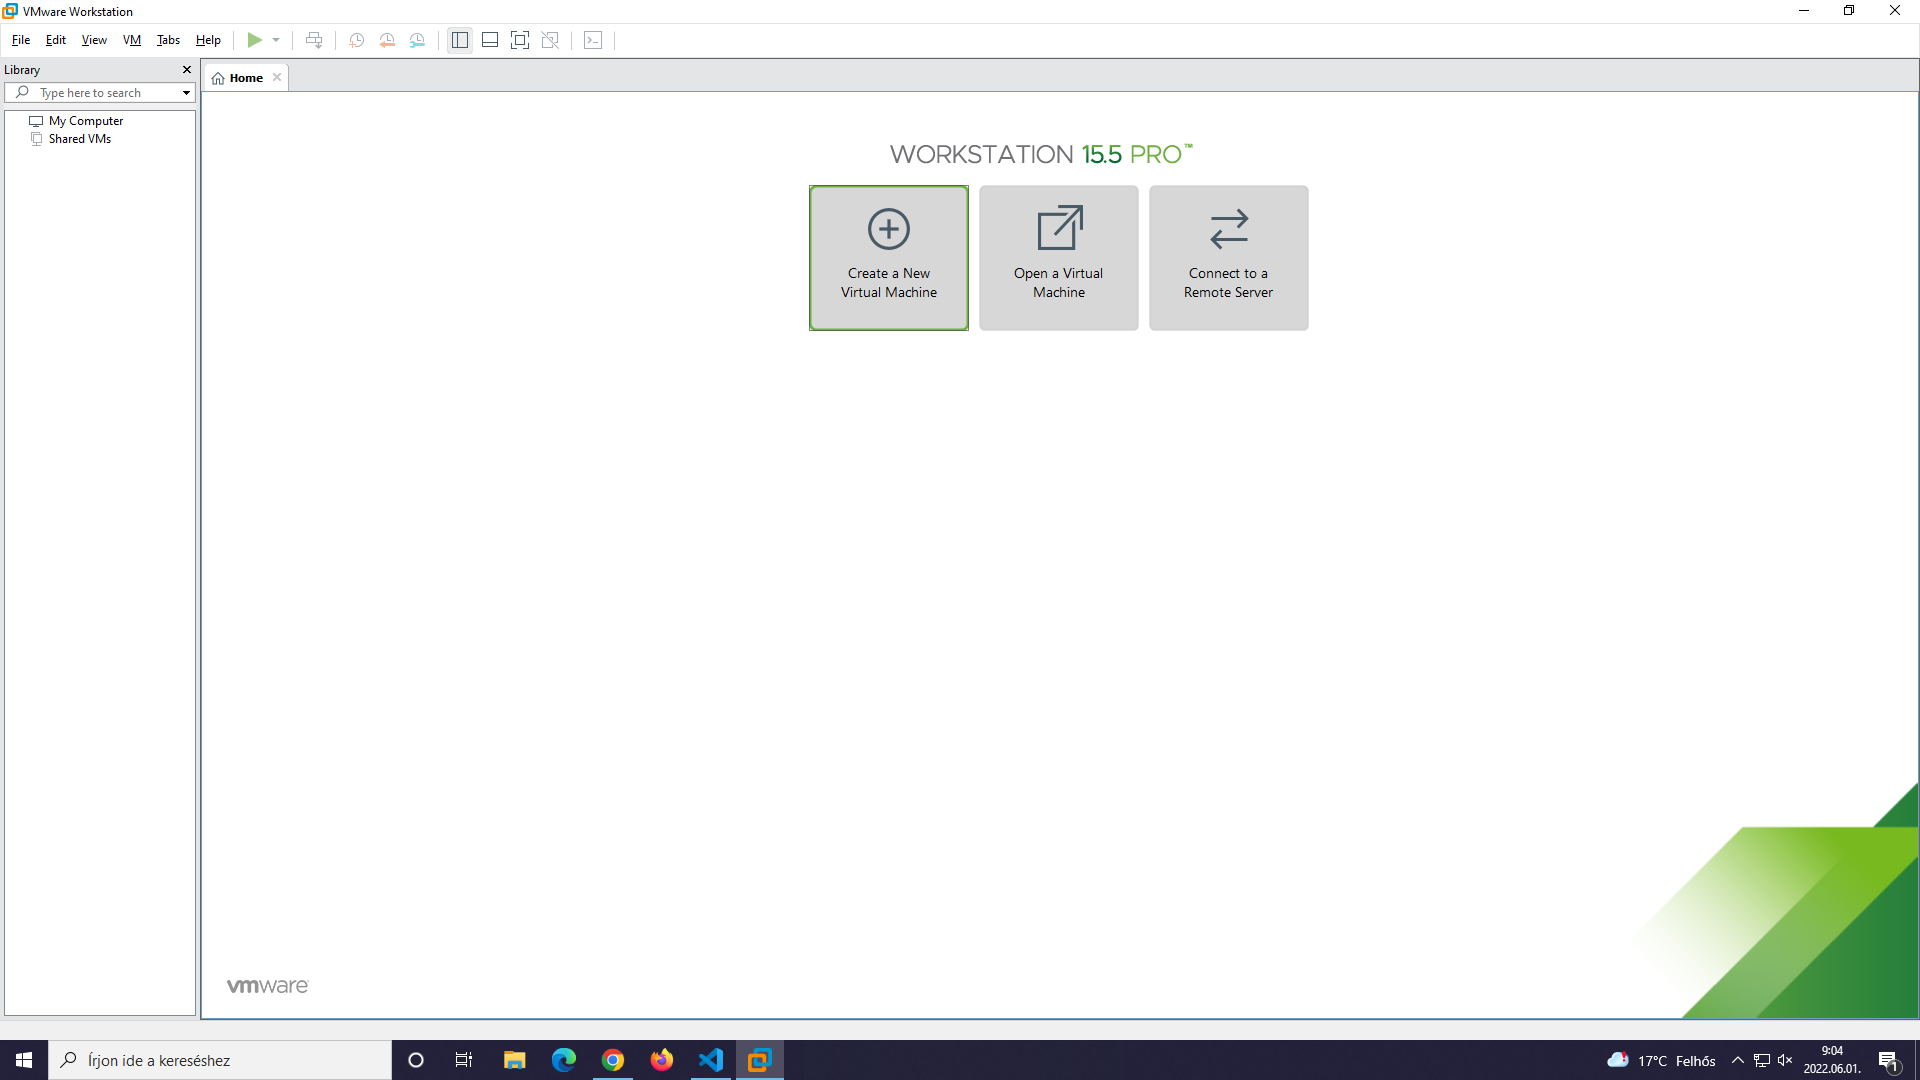 VMware Workstation
File Edit View VM Tabs Help
Library
Type here to search
My Computer
Shared VMs
Home
WORKSTATION 15.5 PRO™
Create a New
Virtual Machine
Open a Virtual
Machine
Connect to a
Remote Server
vmware
Írjon ide a kereséshez
17°C Felhős
9:04
2022.06.01.
1